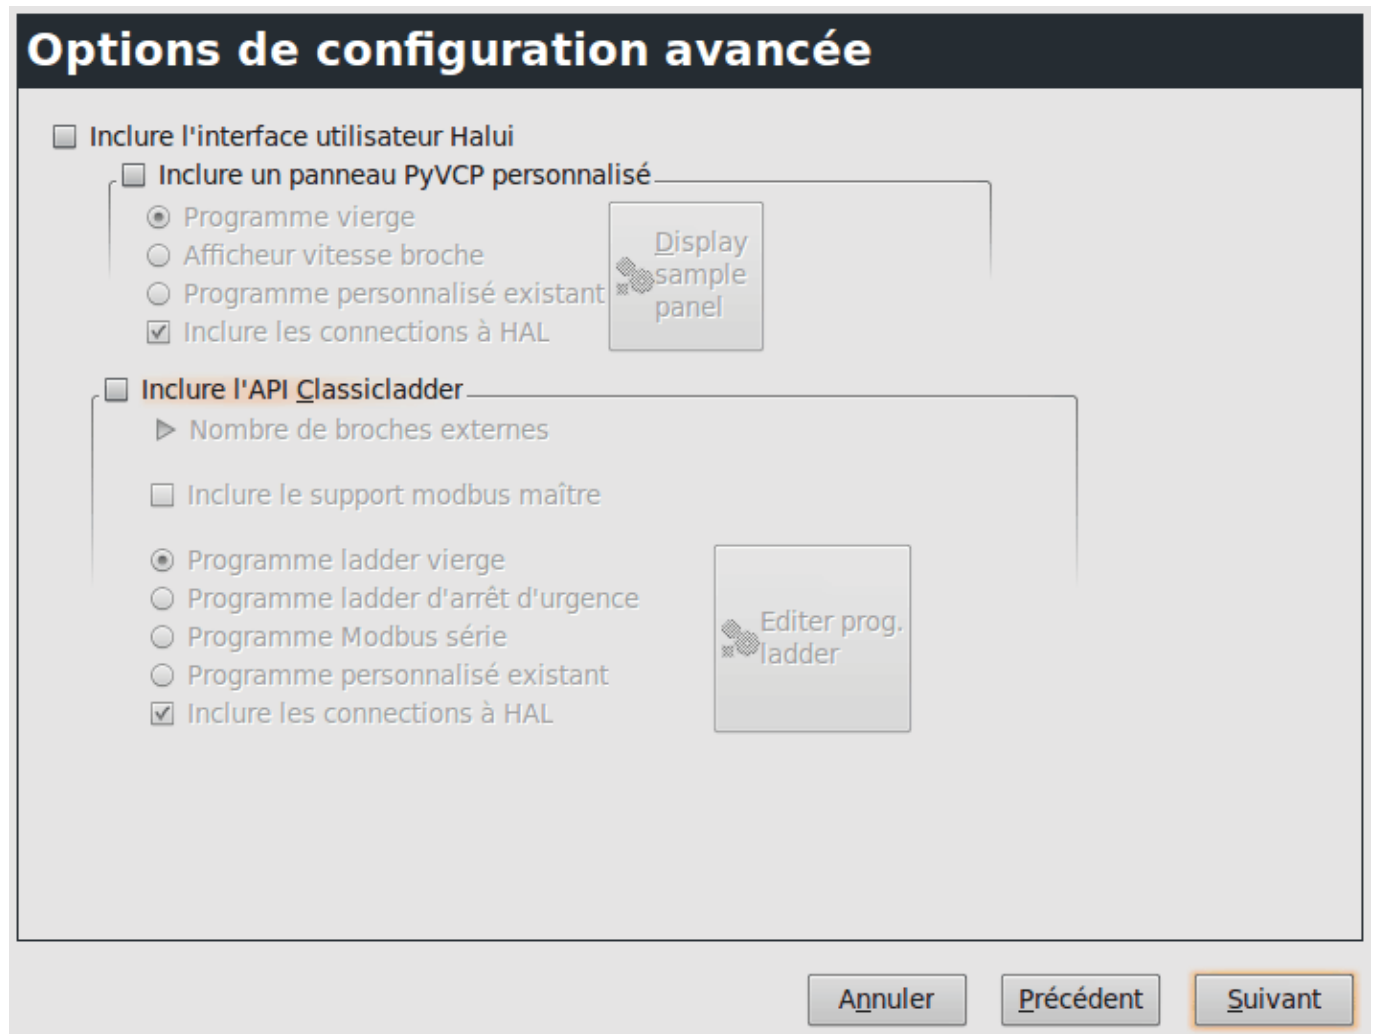 Options de configuration avancée
Inclure l'interface utilisateur Halui
Inclure un panneau PyVCP personnalisé
Programme vierge
Afficheur vitesse broche
Programme personnalisé existant
Inclure les connections à HAL
Display
sample
panel
Inclure l'API Classicladder
Nombre de broches externes
Inclure le support modbus maître
Programme ladder vierge
Programme ladder d'arrêt d'urgence
Programme Modbus série
Programme personnalisé existant
Inclure les connections à HAL
Editer prog.
ladder
Annuler
Précédent
Suivant